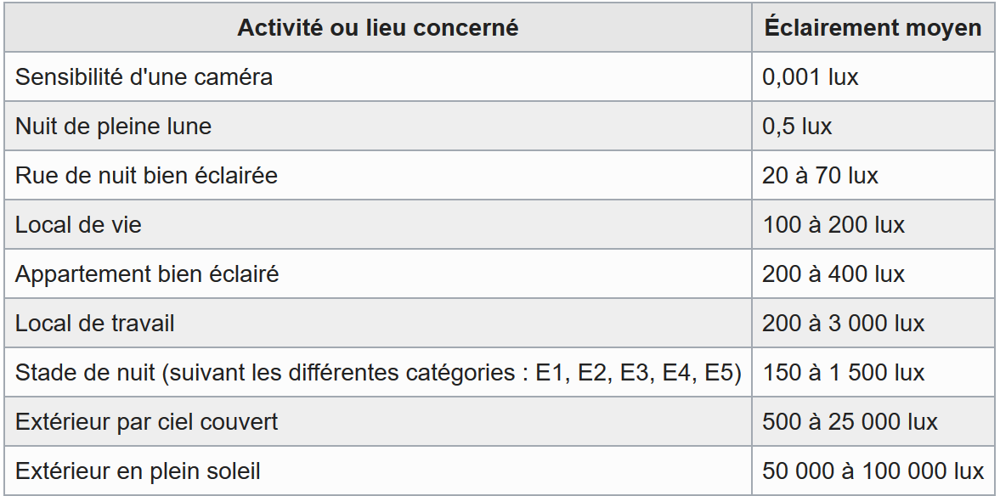 Activité ou lieu concerné Éclairement moyen
Sensibilité d'une caméra 0,001 lux
Nuit de pleine lune 0,5 lux
Rue de nuit bien éclairée 20 à 70 lux
Local de vie 100 à 200 lux
Appartement bien éclairé 200 à 400 lux
Local de travail 200 à 3 000 lux
Stade de nuit (suivant les différentes catégories : E1, E2, E3, E4, E5) 150 à 1 500 lux
Extérieur par ciel couvert 500 à 25 000 lux
Extérieur en plein soleil 50 000 à 100 000 lux